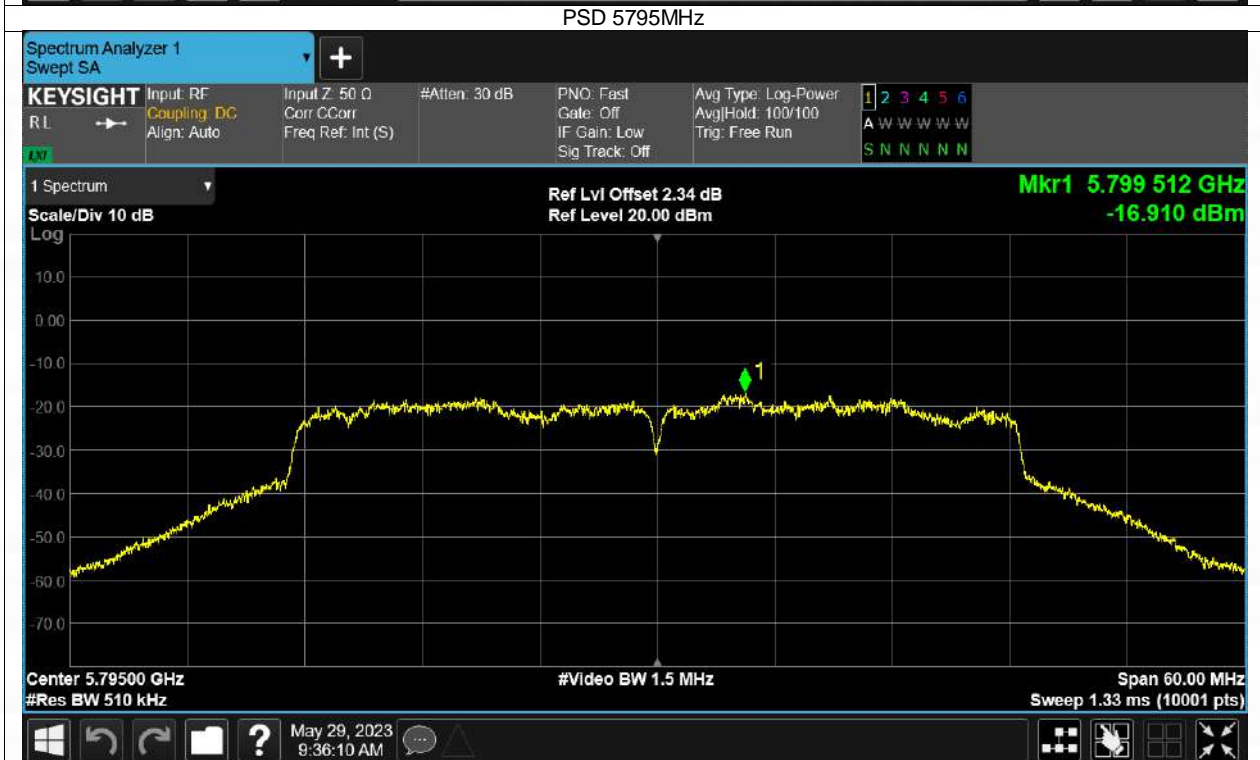 PSD 5795MHz
Spectrum Analyzer 1
Swept SA
+
KEYSIGHT
RL
LXI
Input: RF
Coupling: DC
Align: Auto
Input Z: 50 Ω
Corr CCorr
Freq Ref: Int (S)
#Atten: 30 dB
PNO: Fast
Gate: Off
IF Gain: Low
Sig Track: Off
Avg Type: Log-Power
Avg|Hold: 100/100
Trig: Free Run
1 2 3 4 5 6
A W W W W W
S N N N N N
1 Spectrum
Scale/Div 10 dB
Log
Ref Lvl Offset 2.34 dB
Ref Level 20.00 dBm
Mkr1 5.799 512 GHz
-16.910 dBm
10.0
0.00
-10.0
-20.0
-30.0
-40.0
-50.0
-60.0
-70.0
1
Center 5.79500 GHz
#Res BW 510 kHz
#Video BW 1.5 MHz
Span 60.00 MHz
Sweep 1.33 ms (10001 pts)
?
May 29, 2023
9:36:10 AM